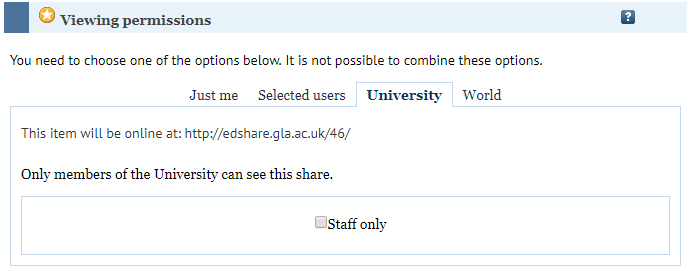 Viewing permissions ?
You need to choose one of the options below. It is not possible to combine these options.
Just me Selected users University World
This item will be online at: http://edshare.gla.ac.uk/46/
Only members of the University can see this share.
Staff only